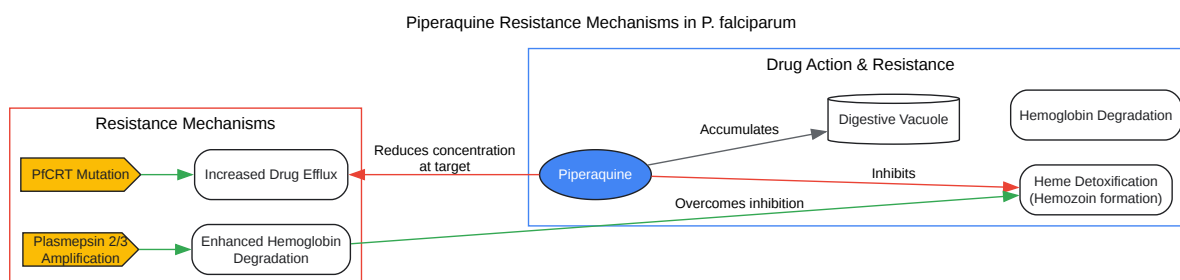 Piperaquine Resistance Mechanisms in P. falciparum
Drug Action & Resistance
Resistance Mechanisms
Digestive Vacuole
Hemoglobin Degradation
Accumulates
Reduces concentration
at target
PfCRT Mutation
Increased Drug Efflux
Piperaquine
Inhibits
Heme Detoxification
(Hemozoin formation)
Overcomes inhibition
Plasmepsin 2/3
Amplification
Enhanced Hemoglobin
Degradation